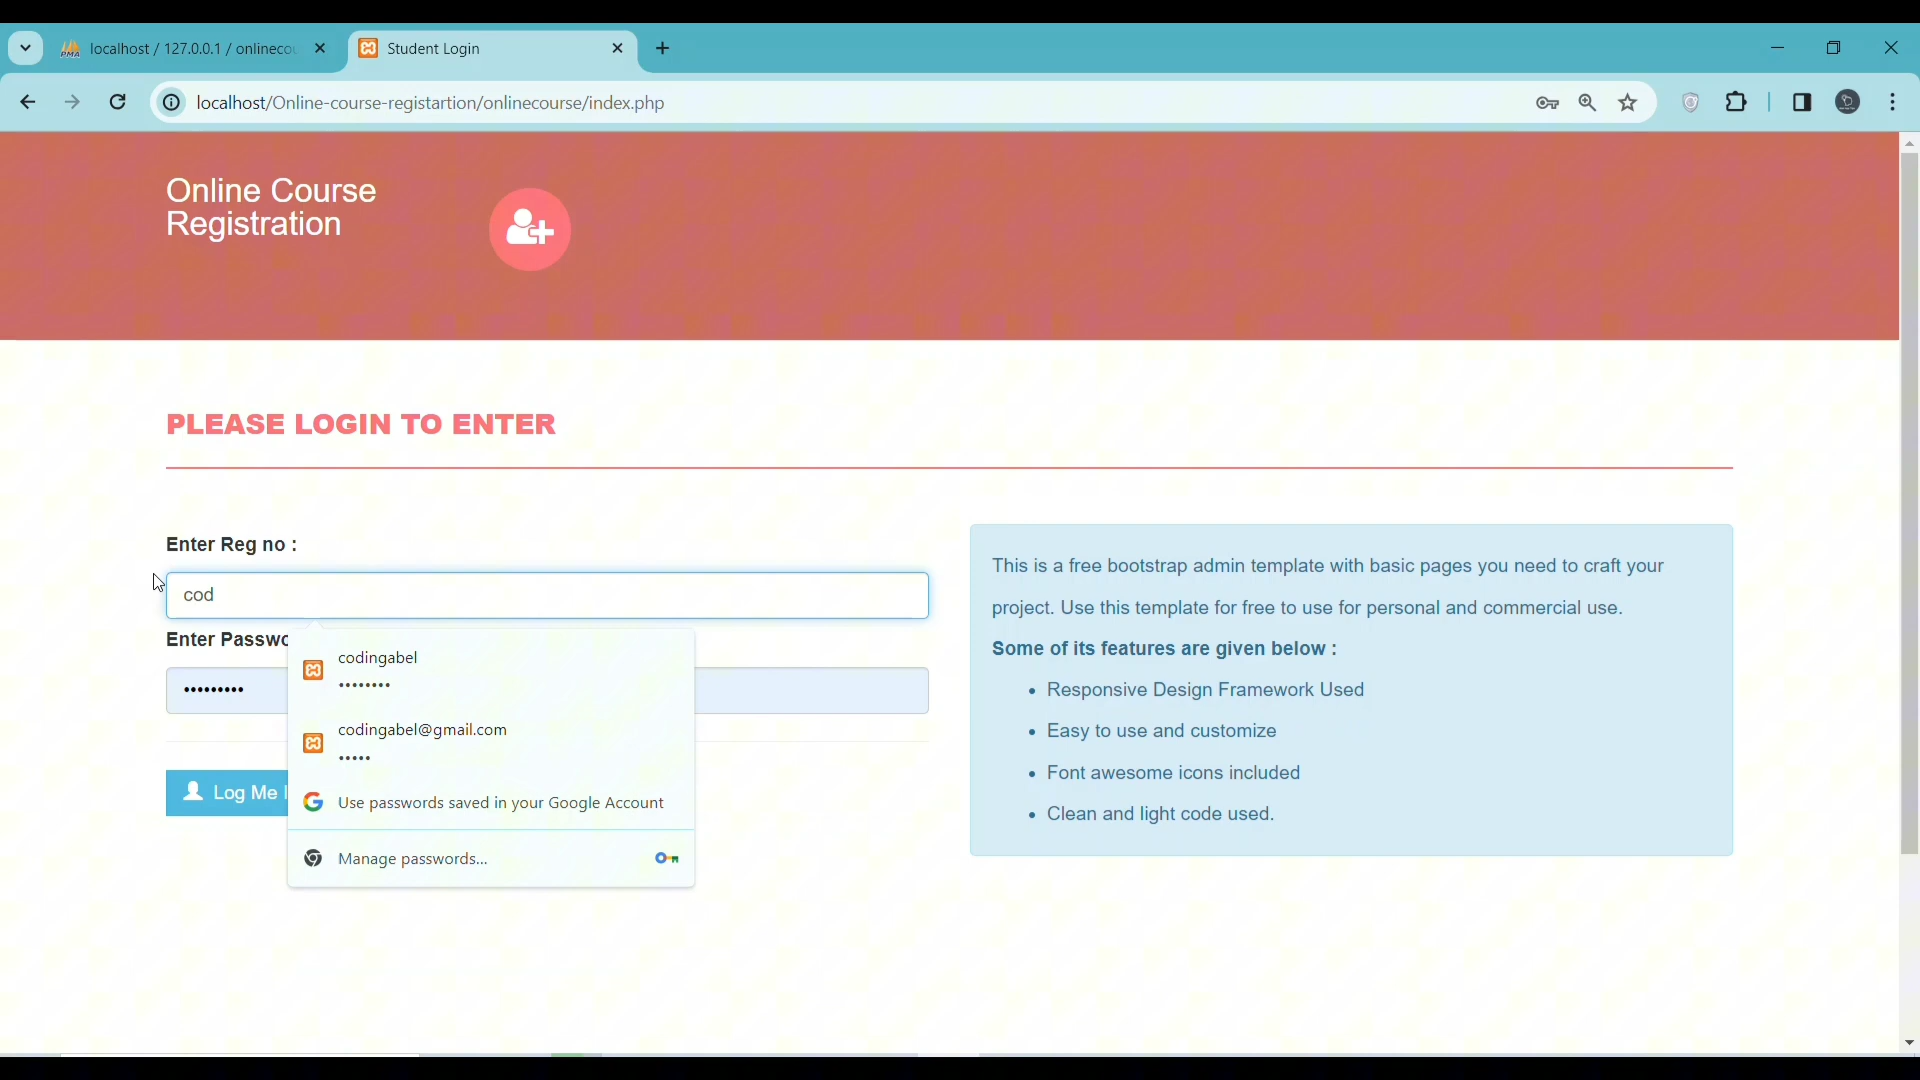 localhost / 127.0.0.1 / onlinecou
Student Login
localhost/Online-course-registartion/onlinecourse/index.php
Online Course
Registration
PLEASE LOGIN TO ENTER
Enter Reg no :
cod
Enter Passwo
•••••••••
Log Me I
codingabel
••••••••
codingabel@gmail.com
•••••
Use passwords saved in your Google Account
Manage passwords...
This is a free bootstrap admin template with basic pages you need to craft your
project. Use this template for free to use for personal and commercial use.
Some of its features are given below :
• Responsive Design Framework Used
• Easy to use and customize
• Font awesome icons included
• Clean and light code used.